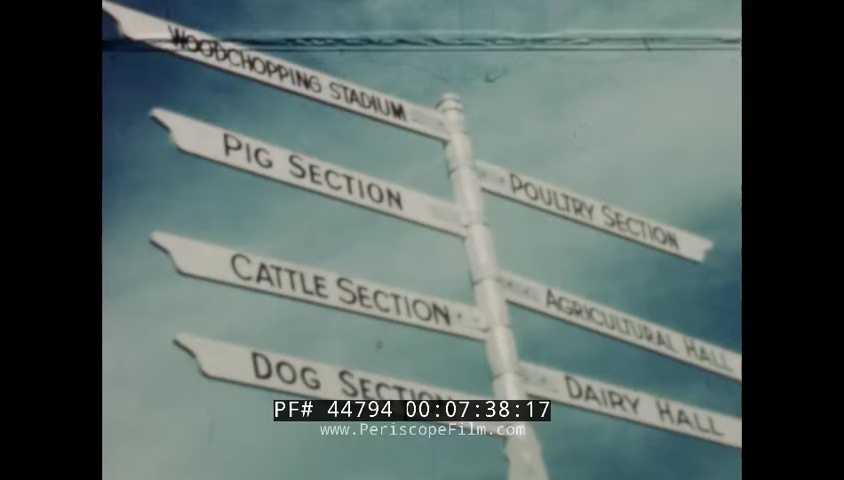 WOODCHOPPING STADIUM
PIG SECTION
POULTRY SECTION
CATTLE SECTION
AGRICULTURAL HALL
DOG SECTION
DAIRY HALL
PF# 44794 00:07:38:17
www.PeriscopeFilm.com